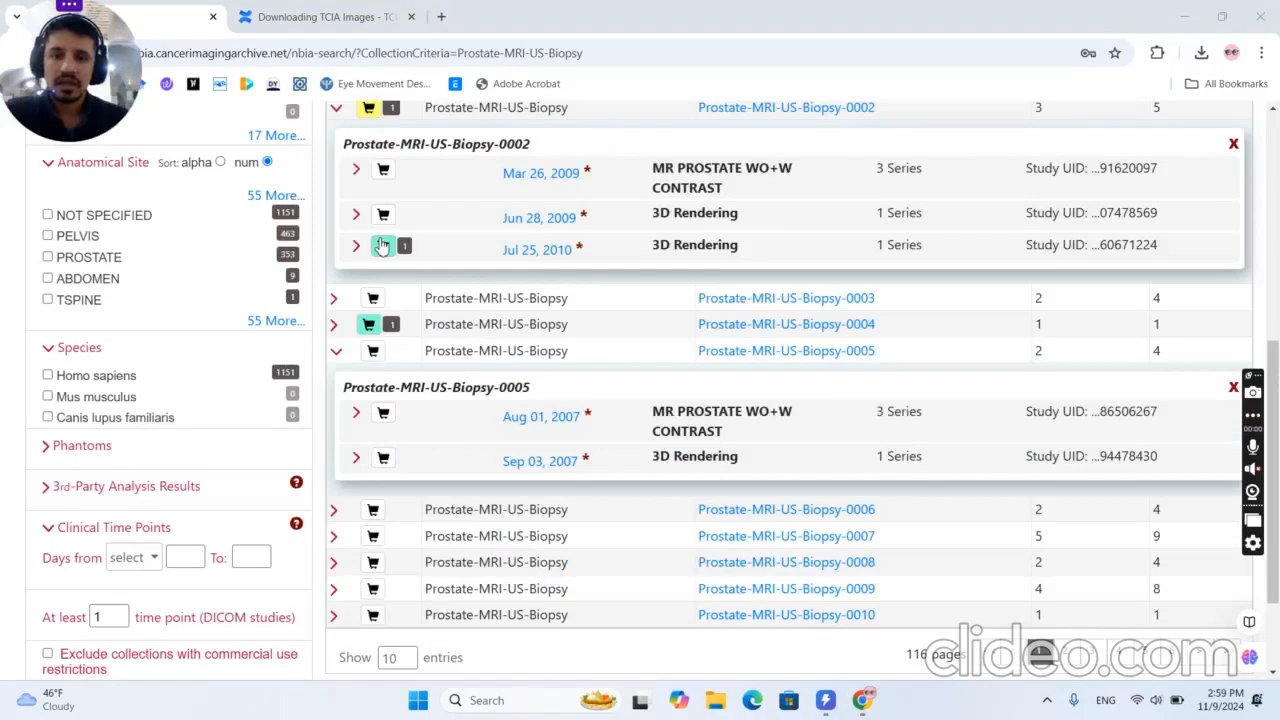 Downloading TCIA Images - TC
bia.cancerimagingarchive.net/nbia-search/?CollectionCriteria=Prostate-MRI-US-Biopsy
Eye Movement Des...
Adobe Acrobat
All Bookmarks
0
17 More...
Anatomical Site Sort: alpha num
55 More...
NOT SPECIFIED 1151
PELVIS 463
PROSTATE 353
ABDOMEN 9
TSPINE 1
55 More...
Species
Homo sapiens 1151
Mus musculus 0
Canis lupus familiaris 0
Phantoms
3rd-Party Analysis Results ?
Clinical Time Points ?
Days from select To:
At least 1 time point (DICOM studies)
Exclude collections with commercial use
restrictions
1 Prostate-MRI-US-Biopsy Prostate-MRI-US-Biopsy-0002 3 5
Prostate-MRI-US-Biopsy-0002 X
Mar 26, 2009 * MR PROSTATE WO+W CONTRAST 3 Series Study UID: ...91620097
Jun 28, 2009 * 3D Rendering 1 Series Study UID: ...07478569
1 Jul 25, 2010 * 3D Rendering 1 Series Study UID: ...60671224
Prostate-MRI-US-Biopsy Prostate-MRI-US-Biopsy-0003 2 4
1 Prostate-MRI-US-Biopsy Prostate-MRI-US-Biopsy-0004 1 1
Prostate-MRI-US-Biopsy Prostate-MRI-US-Biopsy-0005 2 4
Prostate-MRI-US-Biopsy-0005 X
Aug 01, 2007 * MR PROSTATE WO+W CONTRAST 3 Series Study UID: ...86506267
Sep 03, 2007 * 3D Rendering 1 Series Study UID: ...94478430
Prostate-MRI-US-Biopsy Prostate-MRI-US-Biopsy-0006 2 4
Prostate-MRI-US-Biopsy Prostate-MRI-US-Biopsy-0007 5 9
Prostate-MRI-US-Biopsy Prostate-MRI-US-Biopsy-0008 2 4
Prostate-MRI-US-Biopsy Prostate-MRI-US-Biopsy-0009 4 8
Prostate-MRI-US-Biopsy Prostate-MRI-US-Biopsy-0010 1 1
Show 10 entries 116 pages 1
00:00
clideo.com
46°F
Cloudy
Search
ENG
2:59 PM
11/9/2024